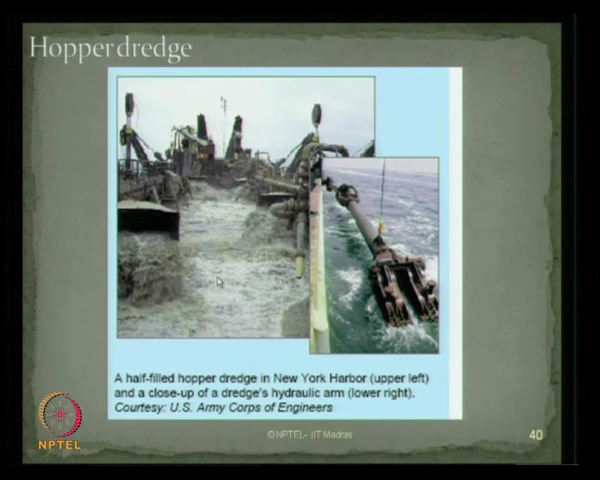 Hopper dredge
A half-filled hopper dredge in New York Harbor (upper left)
and a close-up of a dredge's hydraulic arm (lower right).
Courtesy: U.S. Army Corps of Engineers
NPTEL
©NPTEL- IIT Madras
40